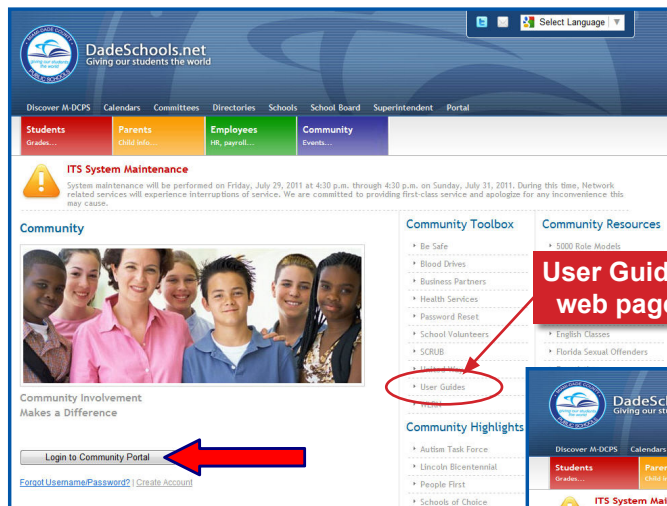 Select Language
DadeSchools.net
Giving our students the world
Discover M-DCPS Calendars Committees Directories Schools School Board Superintendent Portal
Students
Grades...
Parents
Child info...
Employees
HR, payroll...
Community
Events...
ITS System Maintenance
System maintenance will be performed on Friday, July 29, 2011 at 4:30 p.m. through 4:30 p.m. on Sunday, July 31, 2011. During this time, Network
related services will experience interruptions of service. We are committed to providing first-class service and apologize for any inconvenience this
may cause.
Community
Community Involvement
Makes a Difference
Login to Community Portal
Forgot Username/Password? | Create Account
Community Toolbox
Be Safe
Blood Drives
Business Partners
Health Services
Password Reset
School Volunteers
SCRUB
United Way
User Guides
Community Highlights
Autism Task Force
Lincoln Bicentennial
People First
Schools of Choice
Community Resources
5000 Role Models
User Guid
web page
English Classes
Florida Sexual Offenders
DadeSc
Giving our st
Discover M-DCPS Calendars
Students
Grades...
Paren
Child in
ITS System Mai